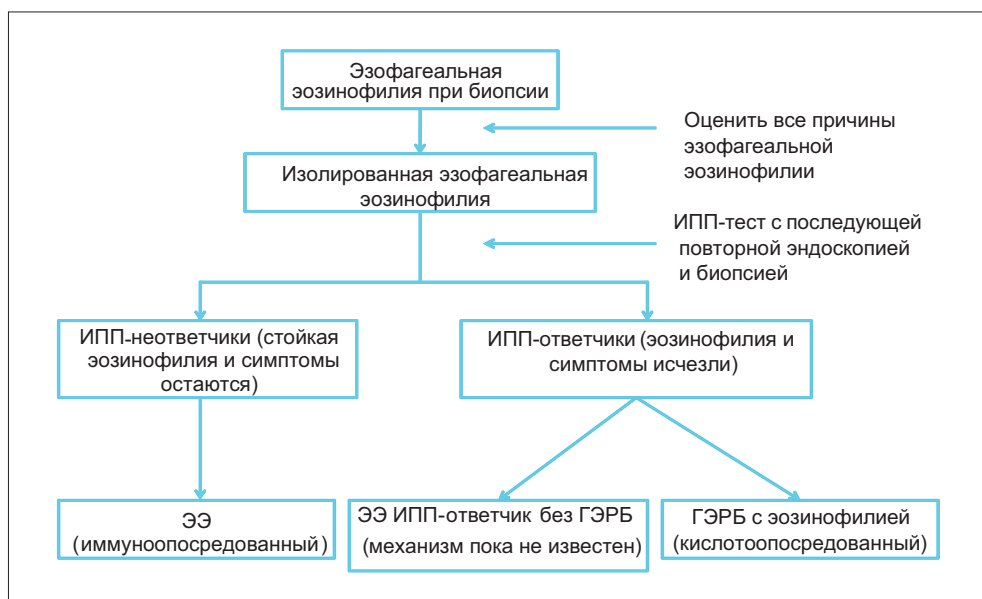 Эзофагеальная
эозинофилия при биопсии
Оценить все причины
эзофагеальной
эозинофилии
Изолированная эзофагеальная
эозинофилия
ИПП-тест с последующей
повторной эндоскопией
и биопсией
ИПП-неответчики (стойкая
эозинофилия и симптомы
остаются)
ИПП-ответчики (эозинофилия и
симптомы исчезли)
ЭЭ
(иммуноопосредованный)
ЭЭ ИПП-ответчик без ГЭРБ
(механизм пока не известен)
ГЭРБ с эозинофилией
(кислотоопосредованный)